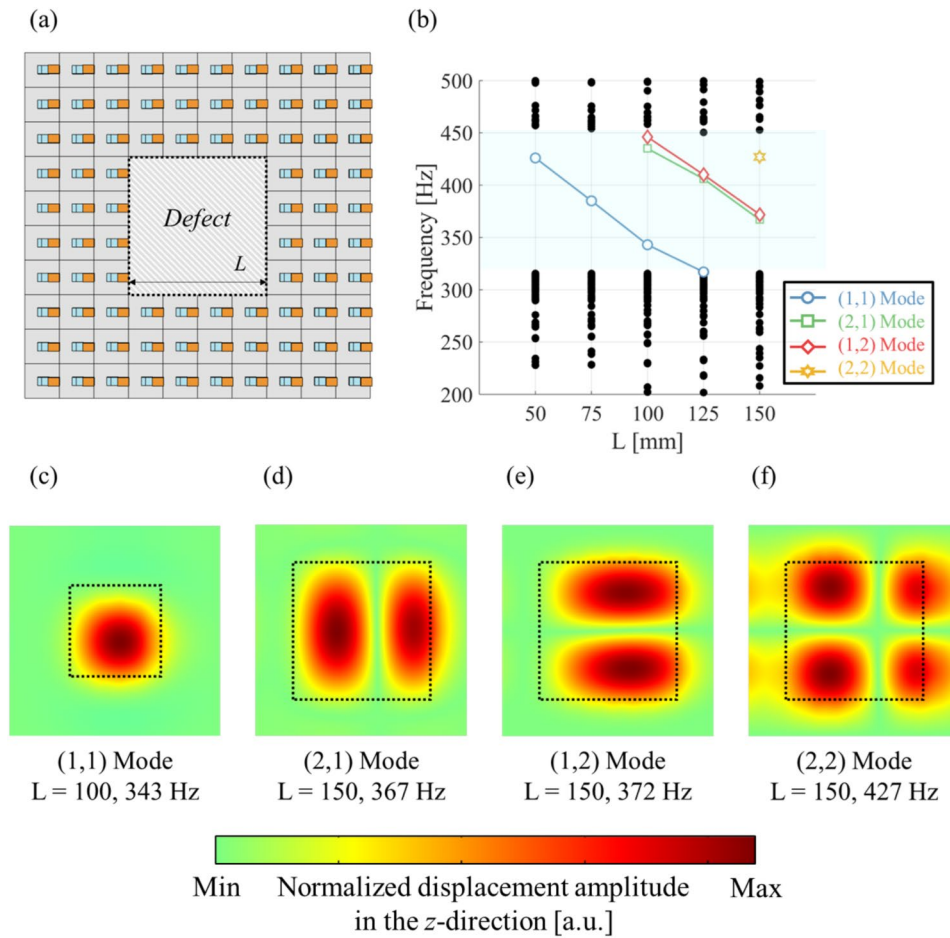 (a)
Defect
L
(b)
500
450
400
350
300
250
200
Frequency [Hz]
50 75 100 125 150
L [mm]
(1,1) Mode
(2,1) Mode
(1,2) Mode
(2,2) Mode
(c)
(d)
(e)
(f)
(1,1) Mode
L = 100, 343 Hz
(2,1) Mode
L = 150, 367 Hz
(1,2) Mode
L = 150, 372 Hz
(2,2) Mode
L = 150, 427 Hz
Min Normalized displacement amplitude Max
in the z-direction [a.u.]